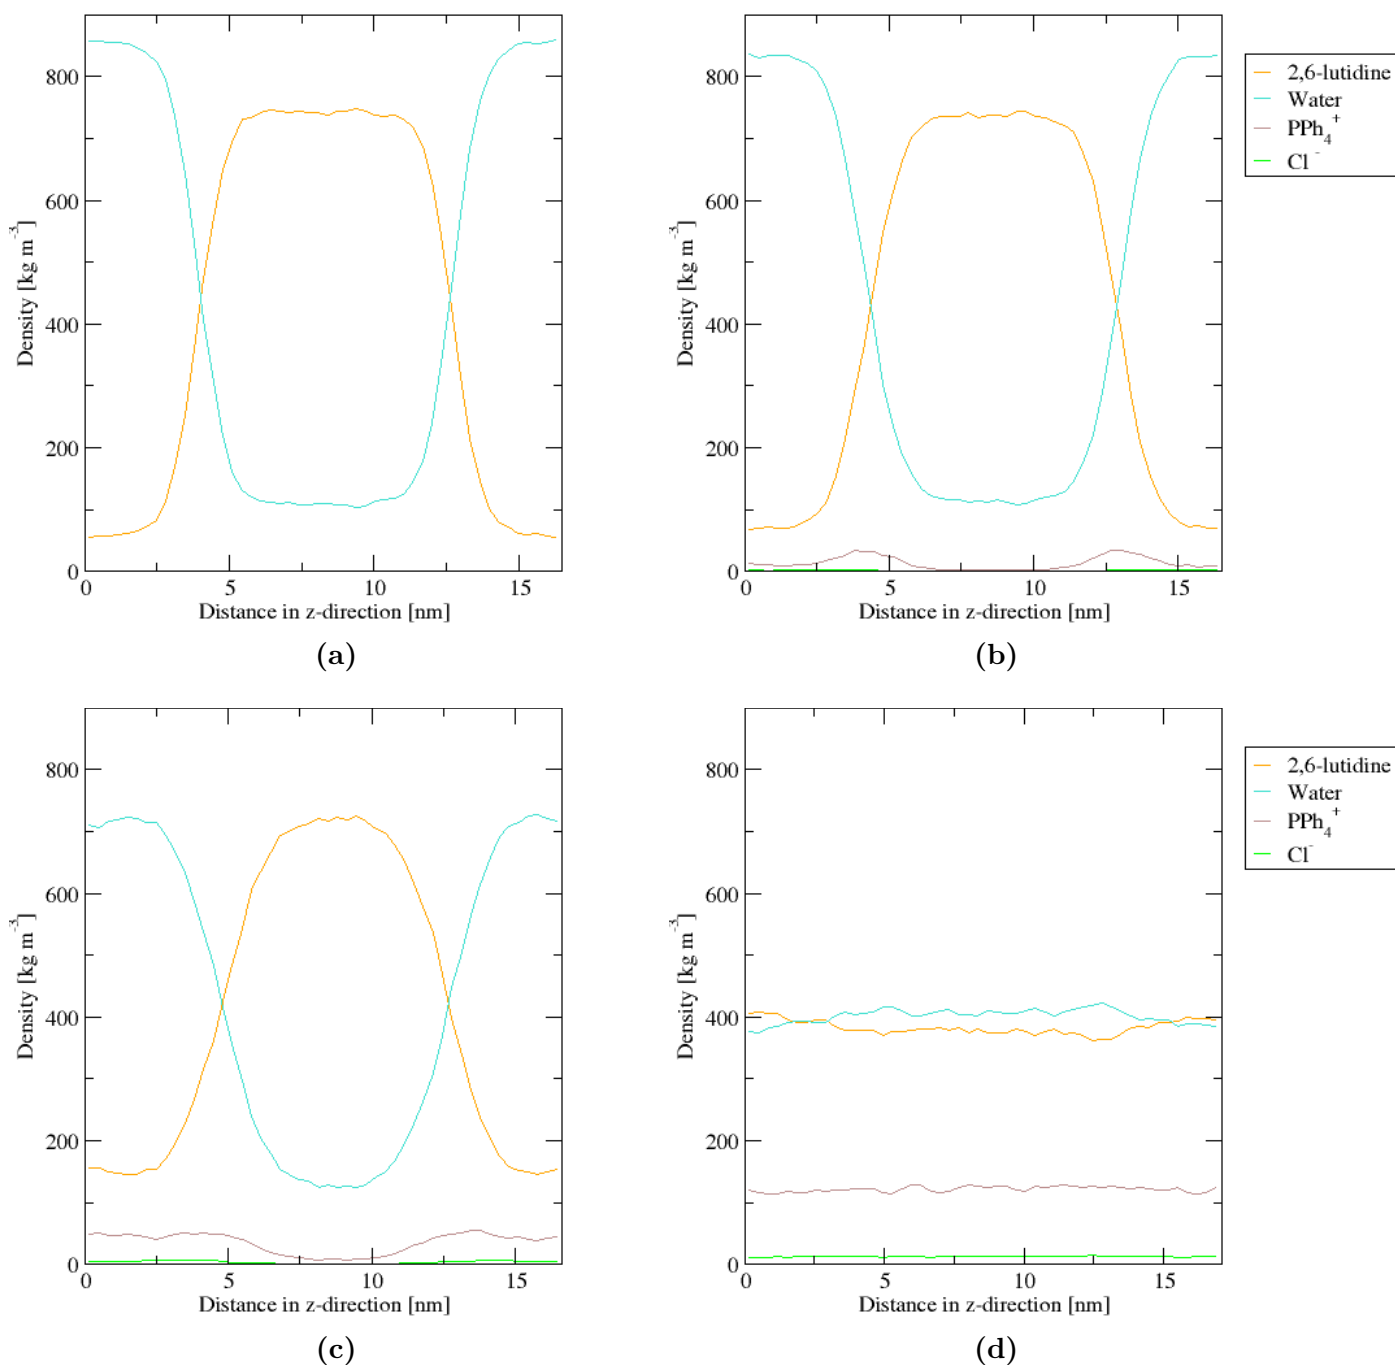 800
600
400
200
0
Density [kg m⁻³]
0 5 10 15
Distance in z-direction [nm]
(a)
800
600
400
200
0
Density [kg m⁻³]
0 5 10 15
Distance in z-direction [nm]
(b)
2,6-lutidine
Water
PPh₄⁺
Cl⁻
800
600
400
200
0
Density [kg m⁻³]
0 5 10 15
Distance in z-direction [nm]
(c)
800
600
400
200
0
Density [kg m⁻³]
0 5 10 15
Distance in z-direction [nm]
(d)
2,6-lutidine
Water
PPh₄⁺
Cl⁻